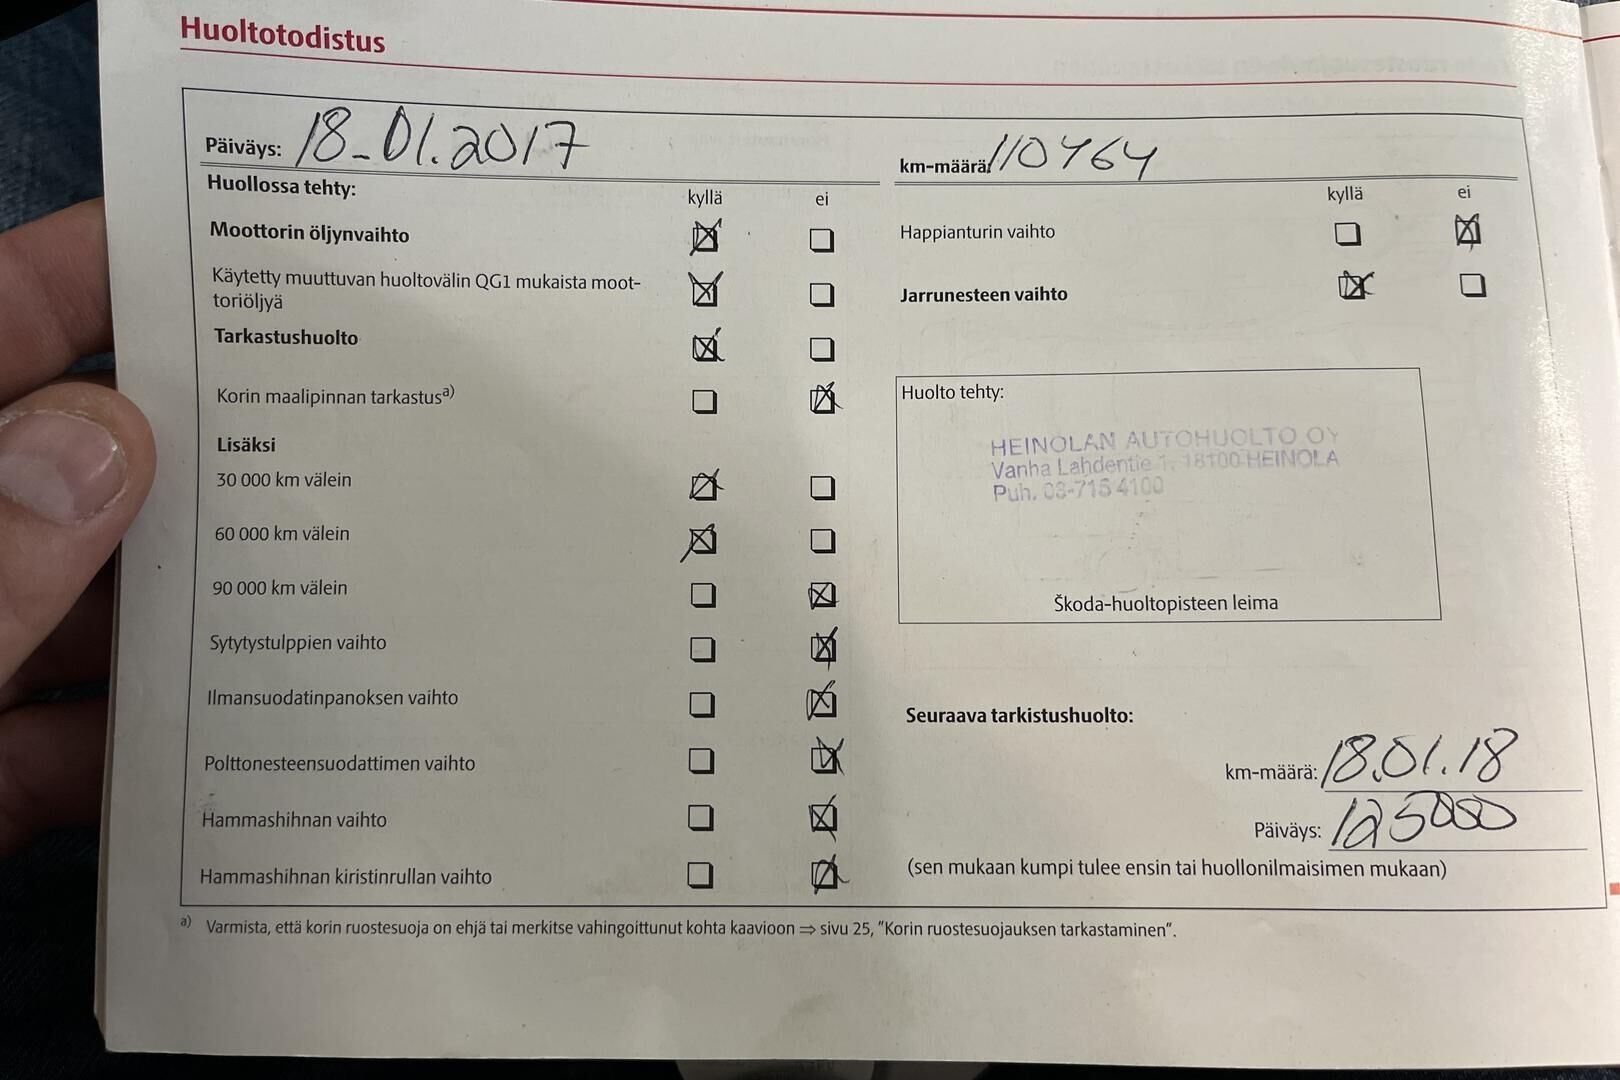 Huoltotodistus
Päiväys: 18-01.2017
km-määrä: 110464
Huollossa tehty:
kyllä ei
kyllä ei
Moottorin öljynvaihto
Happianturin vaihto
Käytetty muuttuvan huoltovälin QG1 mukaista moot-
toriöljyä
Jarrunesteen vaihto
Tarkastushuolto
Korin maalipinnan tarkastus a)
Lisäksi
30 000 km välein
60 000 km välein
90 000 km välein
Sytytystulppien vaihto
Ilmansuodatinpanoksen vaihto
Polttonesteensuodattimen vaihto
Hammashihnan vaihto
Hammashihnan kiristinrullan vaihto
Huolto tehty:
HEINOLAN AUTOHUOLTO OY
Vanha Lahdentie 1, 18100 HEINOLA
Puh. 03-715 4100
Škoda-huoltopisteen leima
Seuraava tarkistushuolto:
km-määrä: 18.01.18
Päiväys: 125000
(sen mukaan kumpi tulee ensin tai huollonilmaisimen mukaan)
a) Varmista, että korin ruostesuoja on ehjä tai merkitse vahingoittunut kohta kaavioon ⇒ sivu 25, "Korin ruostesuojauksen tarkastaminen".